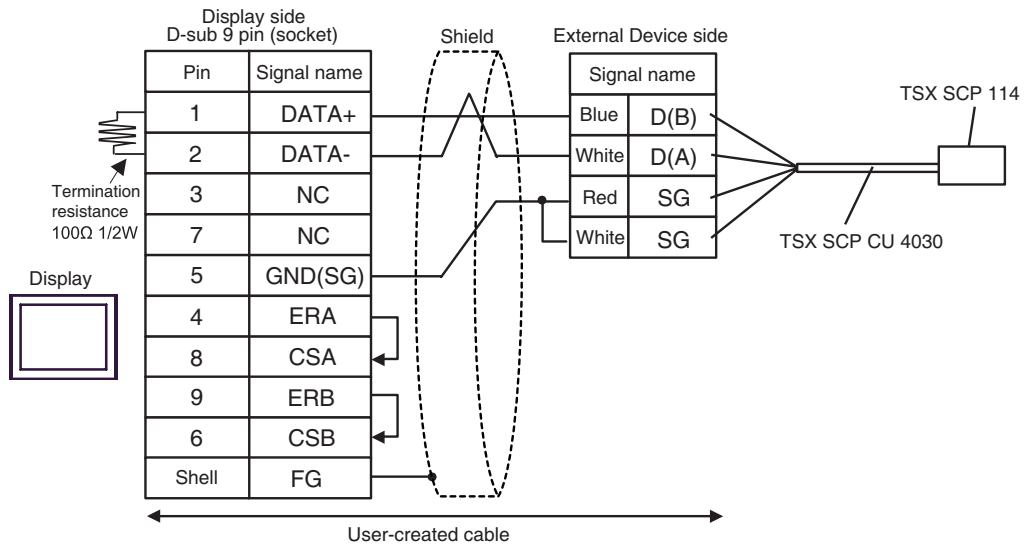 Display side
D-sub 9 pin (socket)
Shield
External Device side
Pin Signal name
Signal name
TSX SCP 114
1 DATA+
Blue D(B)
2 DATA-
White D(A)
Termination
resistance
100Ω 1/2W
3 NC
Red SG
7 NC
White SG
TSX SCP CU 4030
Display
5 GND(SG)
4 ERA
8 CSA
9 ERB
6 CSB
Shell FG
User-created cable